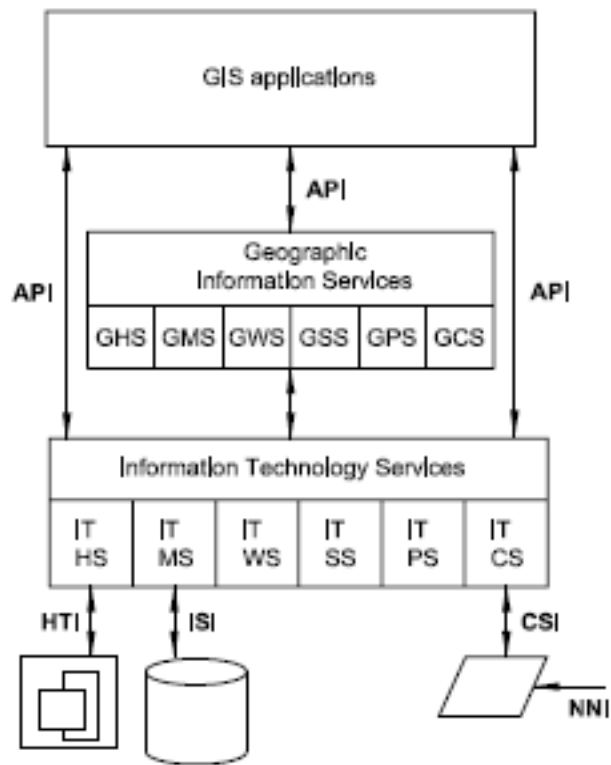 GIS applications
API
API
API
Geographic
Information Services
GHS GMS GWS GSS GPS GCS
Information Technology Services
IT IT IT IT IT IT
HS MS WS SS PS CS
HTI ISI CSI
NNI